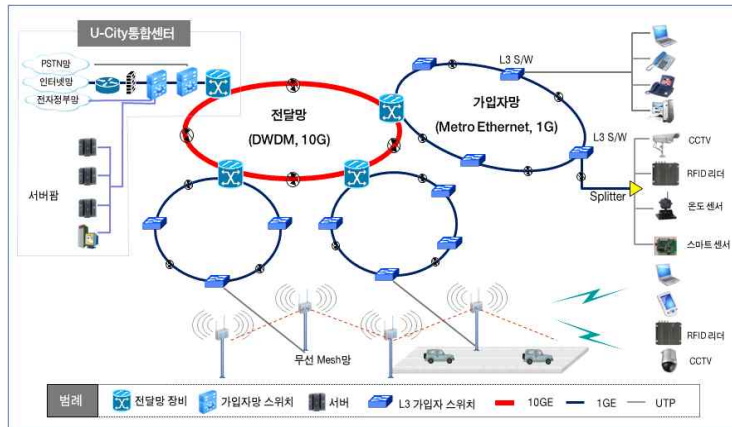 U-City통합센터
PSTN망
인터넷망
전자정부망
서버팜
전달망
(DWDM, 10G)
가입자망
(Metro Ethernet, 1G)
L3 S/W
L3 S/W
Splitter
CCTV
RFID 리더
온도 센서
스마트 센서
RFID 리더
CCTV
무선 Mesh망
범례
전달망 장비
가입자망 스위치
서버
L3 가입자 스위치
10GE
1GE
UTP